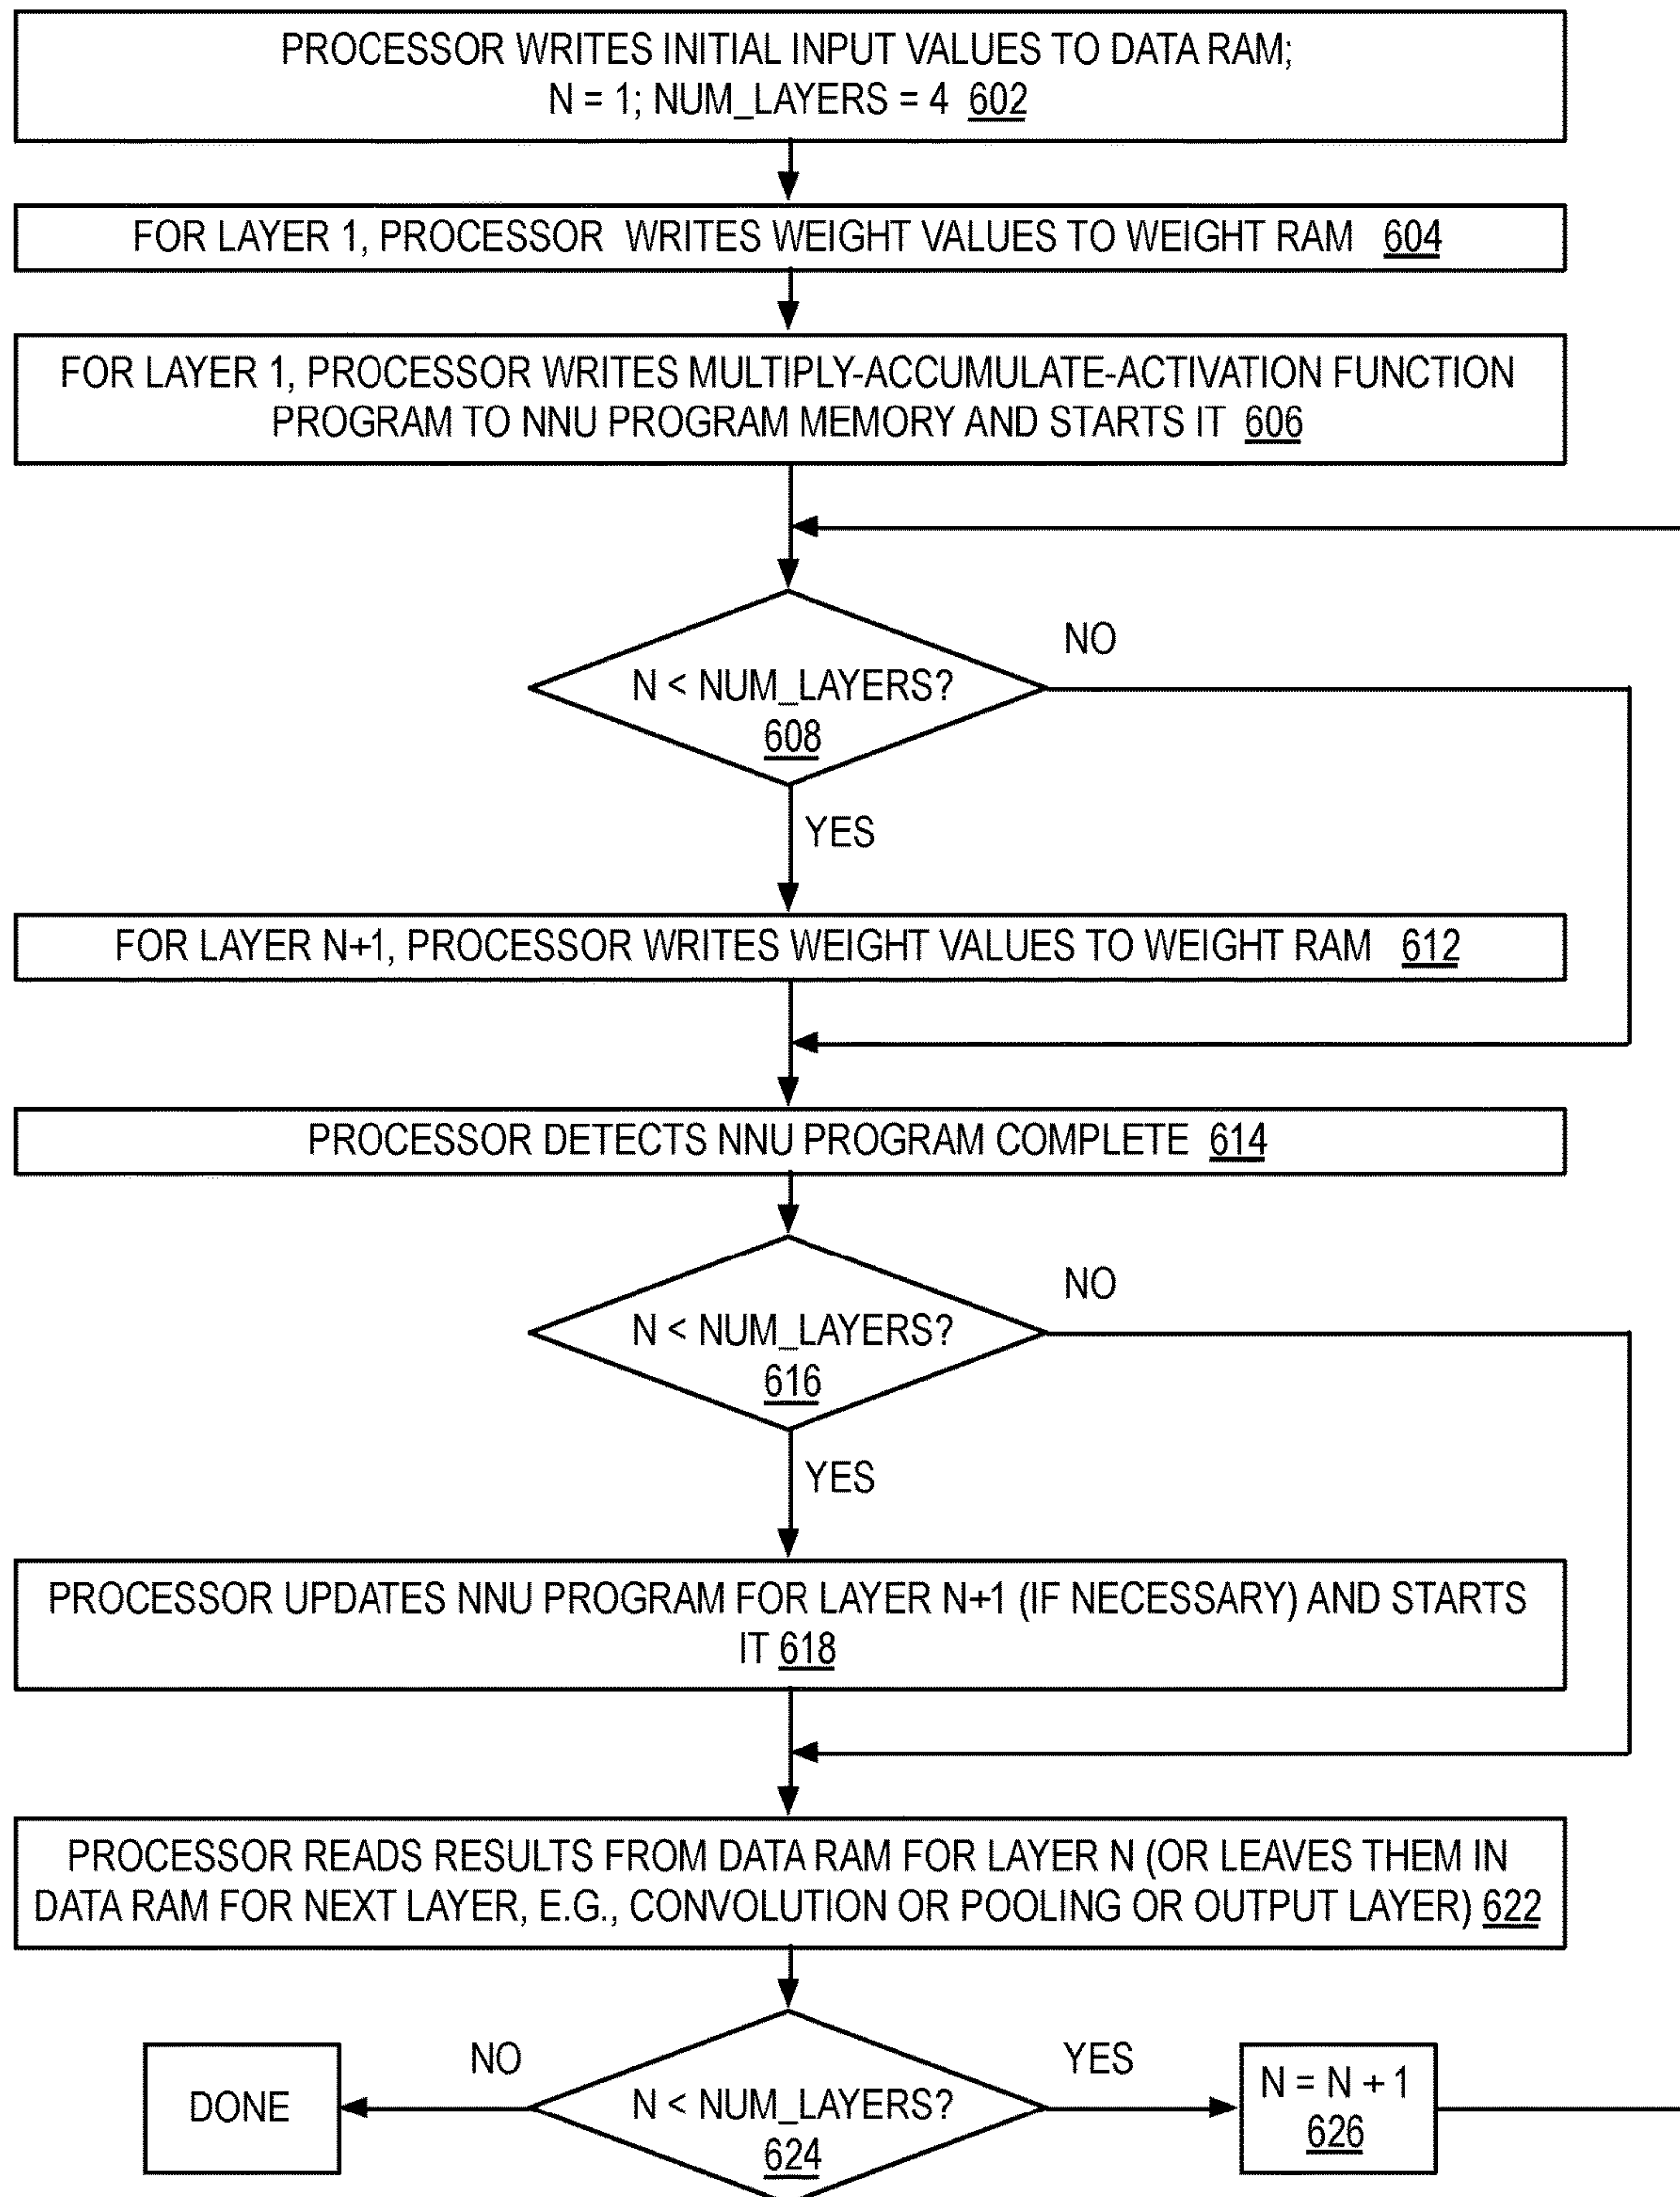 PROCESSOR WRITES INITIAL INPUT VALUES TO DATA RAM;
N = 1; NUM_LAYERS = 4 602
FOR LAYER 1, PROCESSOR WRITES WEIGHT VALUES TO WEIGHT RAM 604
FOR LAYER 1, PROCESSOR WRITES MULTIPLY-ACCUMULATE-ACTIVATION FUNCTION
PROGRAM TO NNU PROGRAM MEMORY AND STARTS IT 606
NO
N < NUM_LAYERS?
608
YES
FOR LAYER N+1, PROCESSOR WRITES WEIGHT VALUES TO WEIGHT RAM 612
PROCESSOR DETECTS NNU PROGRAM COMPLETE 614
NO
N < NUM_LAYERS?
616
YES
PROCESSOR UPDATES NNU PROGRAM FOR LAYER N+1 (IF NECESSARY) AND STARTS
IT 618
PROCESSOR READS RESULTS FROM DATA RAM FOR LAYER N (OR LEAVES THEM IN
DATA RAM FOR NEXT LAYER, E.G., CONVOLUTION OR POOLING OR OUTPUT LAYER) 622
NO
YES
DONE
N < NUM_LAYERS?
624
N = N + 1
626